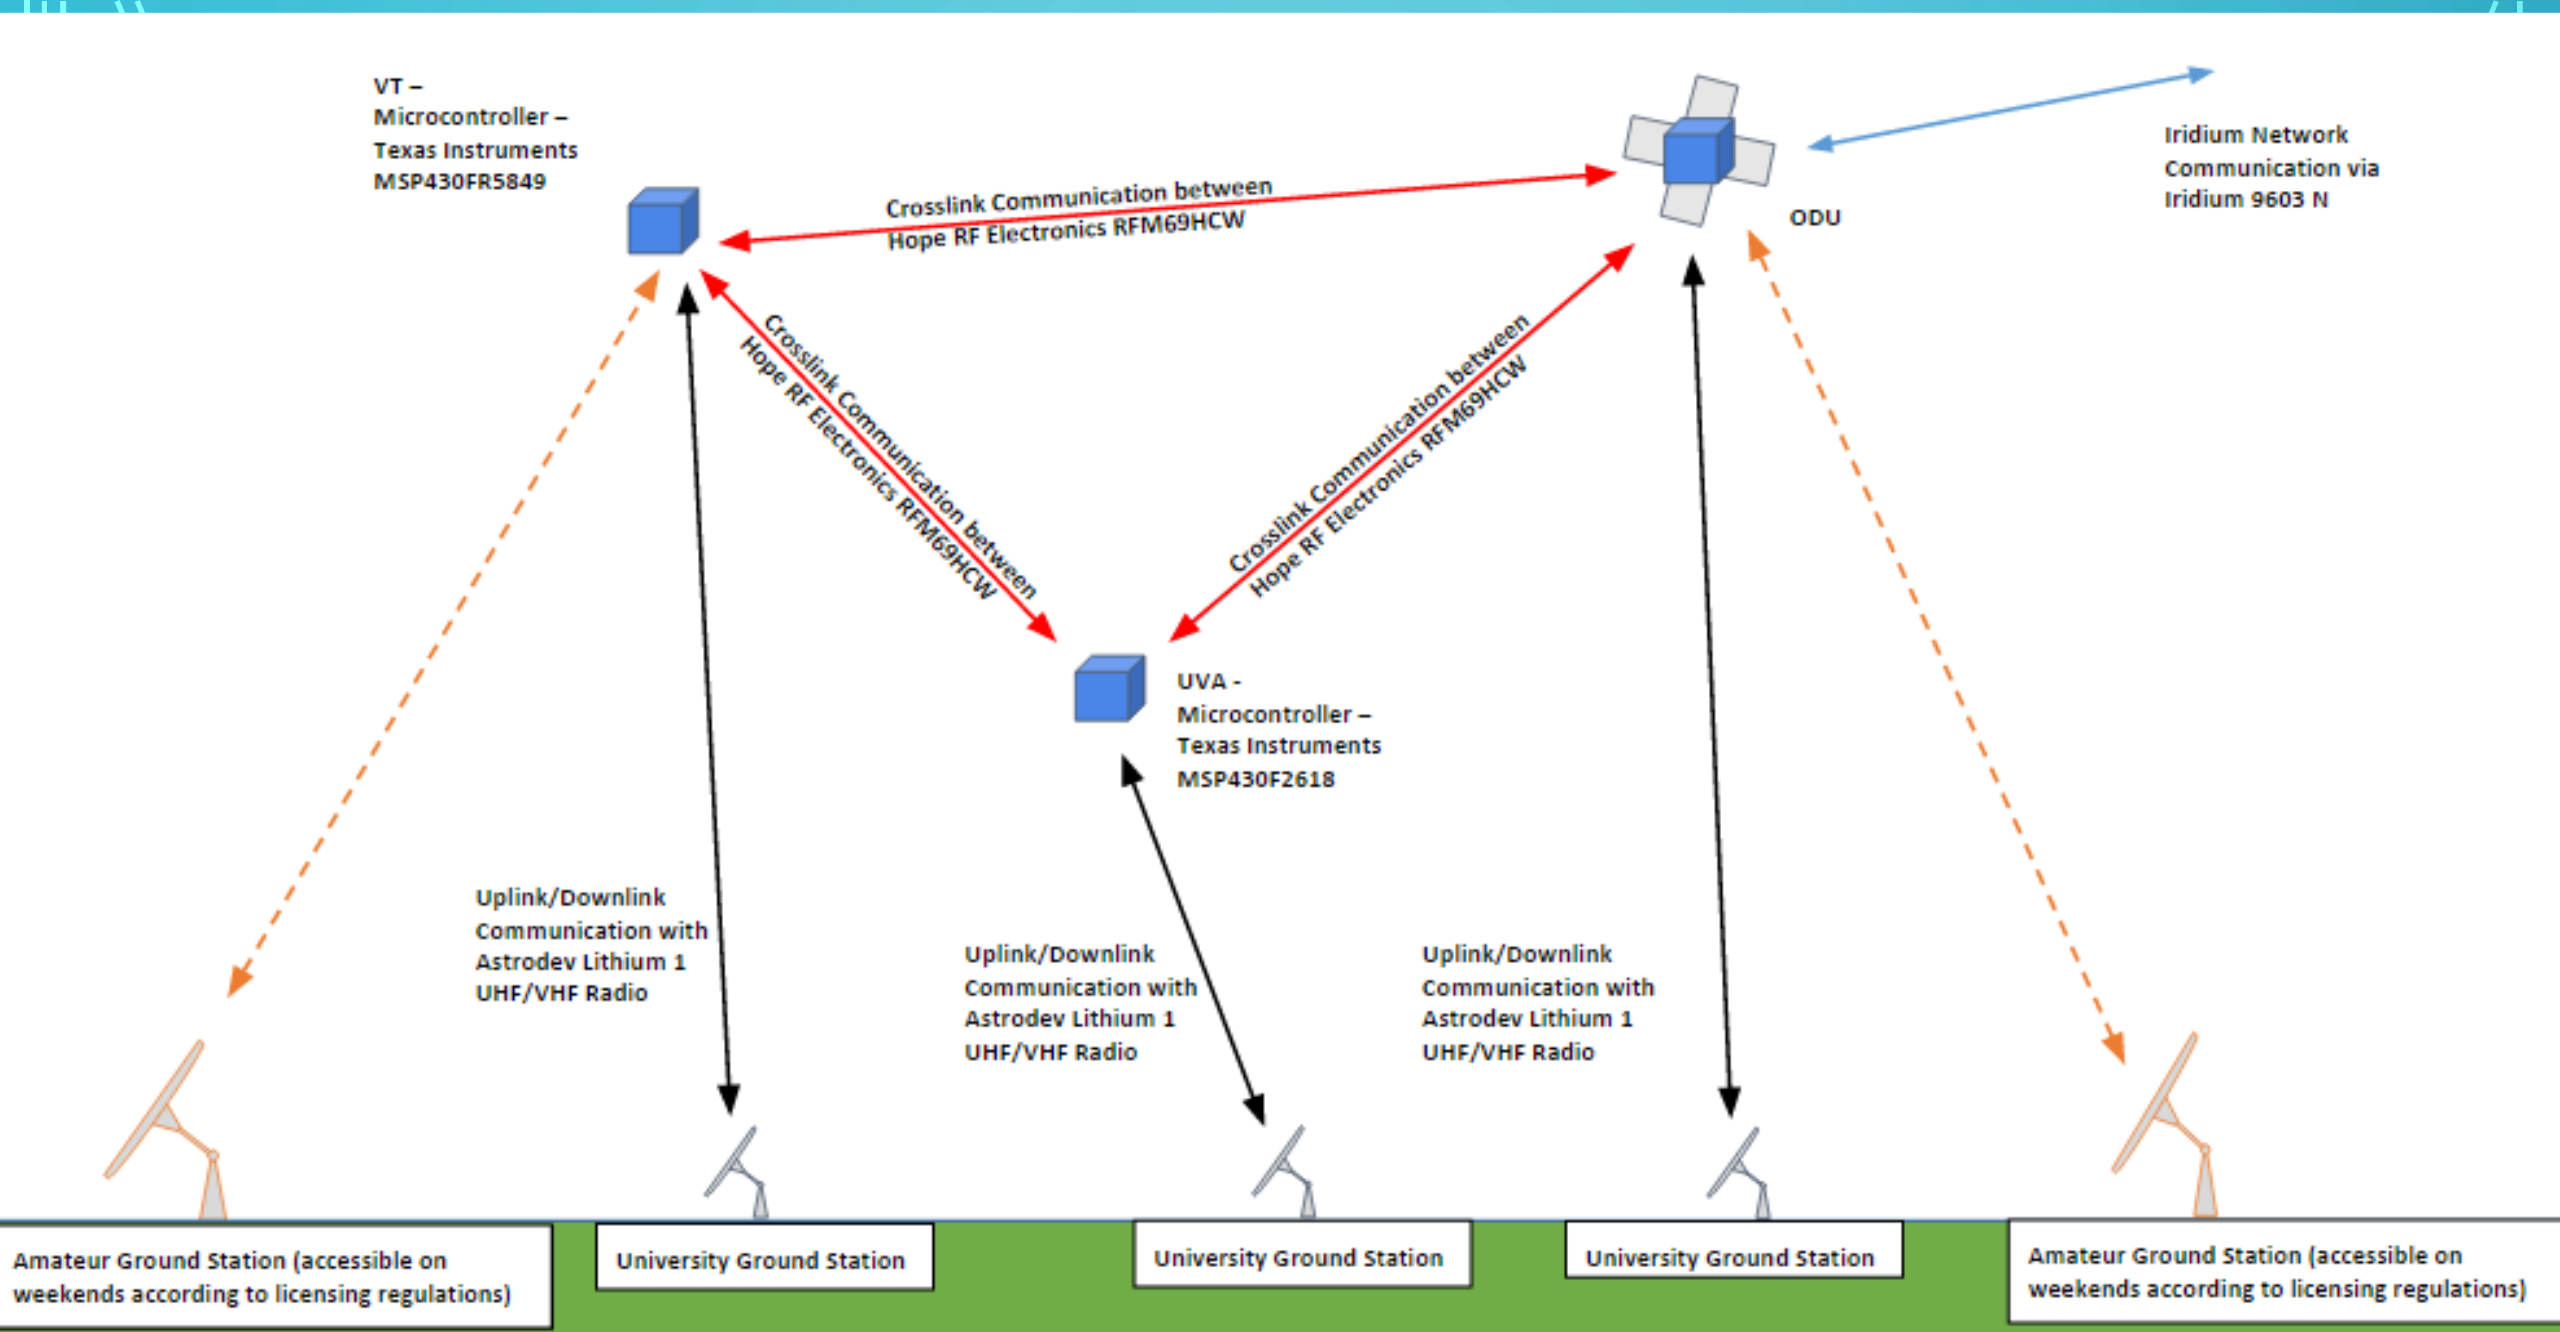 VT –
Microcontroller –
Texas Instruments
MSP430FR5849
Crosslink Communication between
Hope RF Electronics RFM69HCW
ODU
Iridium Network
Communication via
Iridium 9603 N
Crosslink Communication between
Hope RF Electronics RFM69HCW
Crosslink Communication between
Hope RF Electronics RFM69HCW
UVA -
Microcontroller –
Texas Instruments
MSP430F2618
Uplink/Downlink
Communication with
Astrodev Lithium 1
UHF/VHF Radio
Uplink/Downlink
Communication with
Astrodev Lithium 1
UHF/VHF Radio
Uplink/Downlink
Communication with
Astrodev Lithium 1
UHF/VHF Radio
Amateur Ground Station (accessible on
weekends according to licensing regulations)
University Ground Station
University Ground Station
University Ground Station
Amateur Ground Station (accessible on
weekends according to licensing regulations)